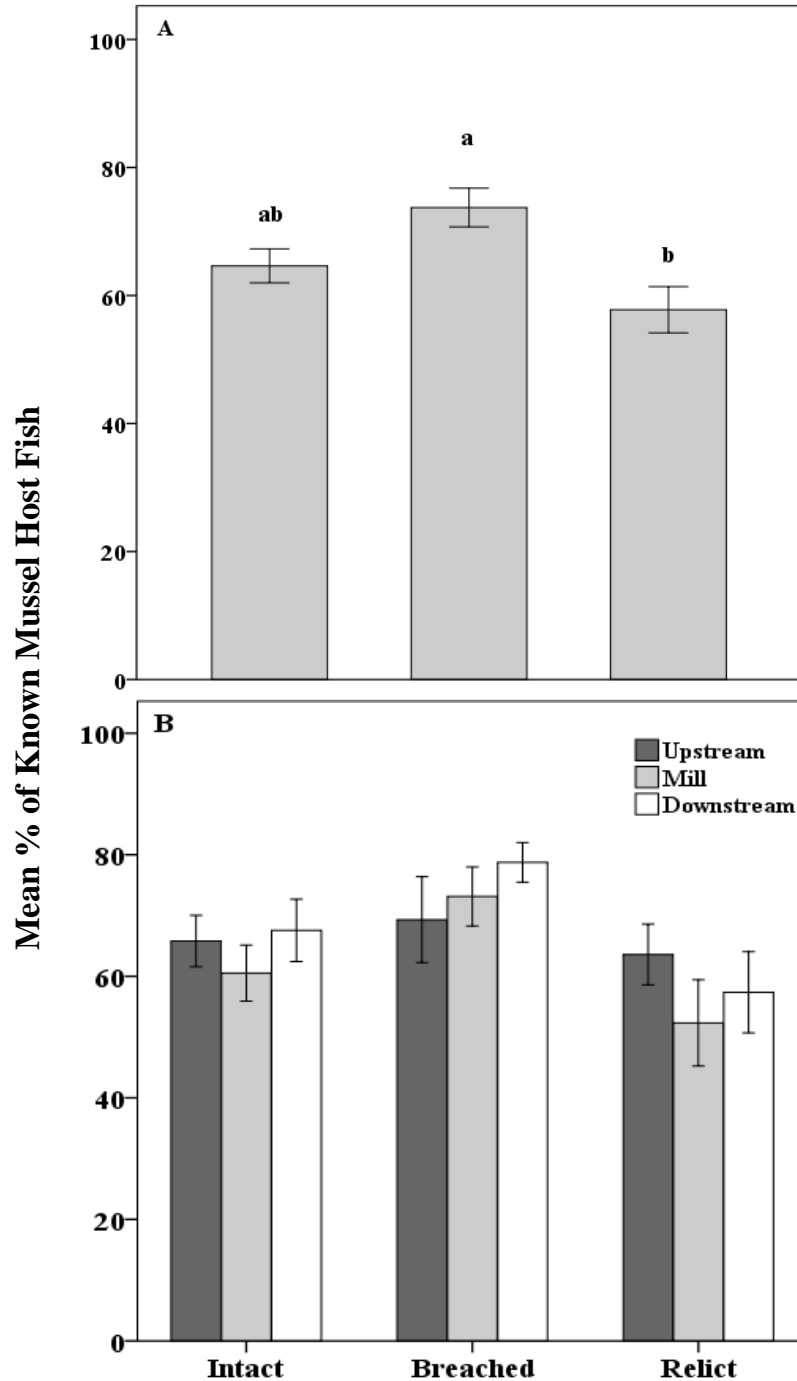 Mean % of Known Mussel Host Fish
A
100
80
60
40
20
0
ab
a
b
B
100
80
60
40
20
0
Upstream
Mill
Downstream
Intact
Breached
Relict